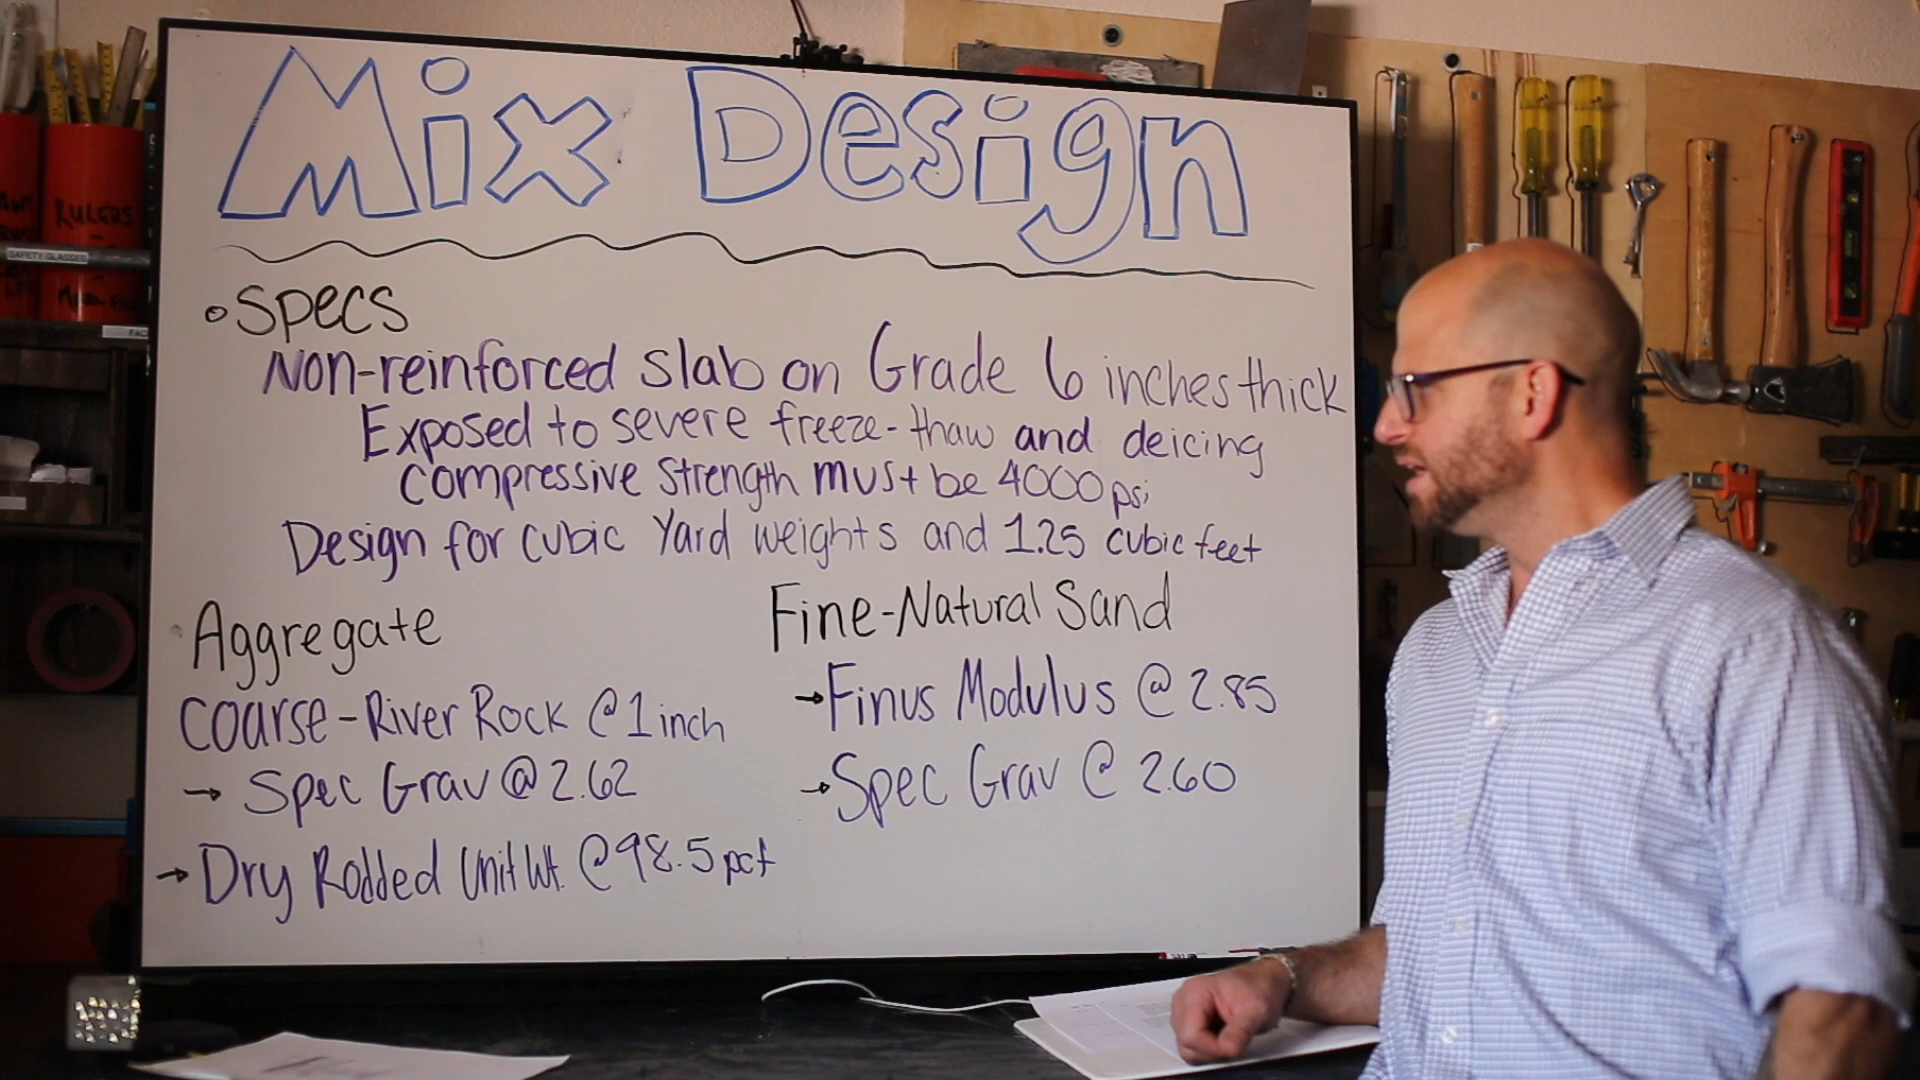 Mix Design
Specs
Non-reinforced slab on Grade 6 inches thick
Exposed to severe freeze-thaw and deicing
compressive strength must be 4000 psi
Design for cubic Yard weights and 1.25 cubic feet
Aggregate
Coarse-River Rock @ 1 inch
→ Spec Grav @ 2.62
→ Dry Rodded Unit Wt. @ 98.5 pcf
Fine-Natural Sand
→ Finus Modulus @ 2.85
→ Spec Grav @ 2.60
RULERS
SAFETY GLASSES